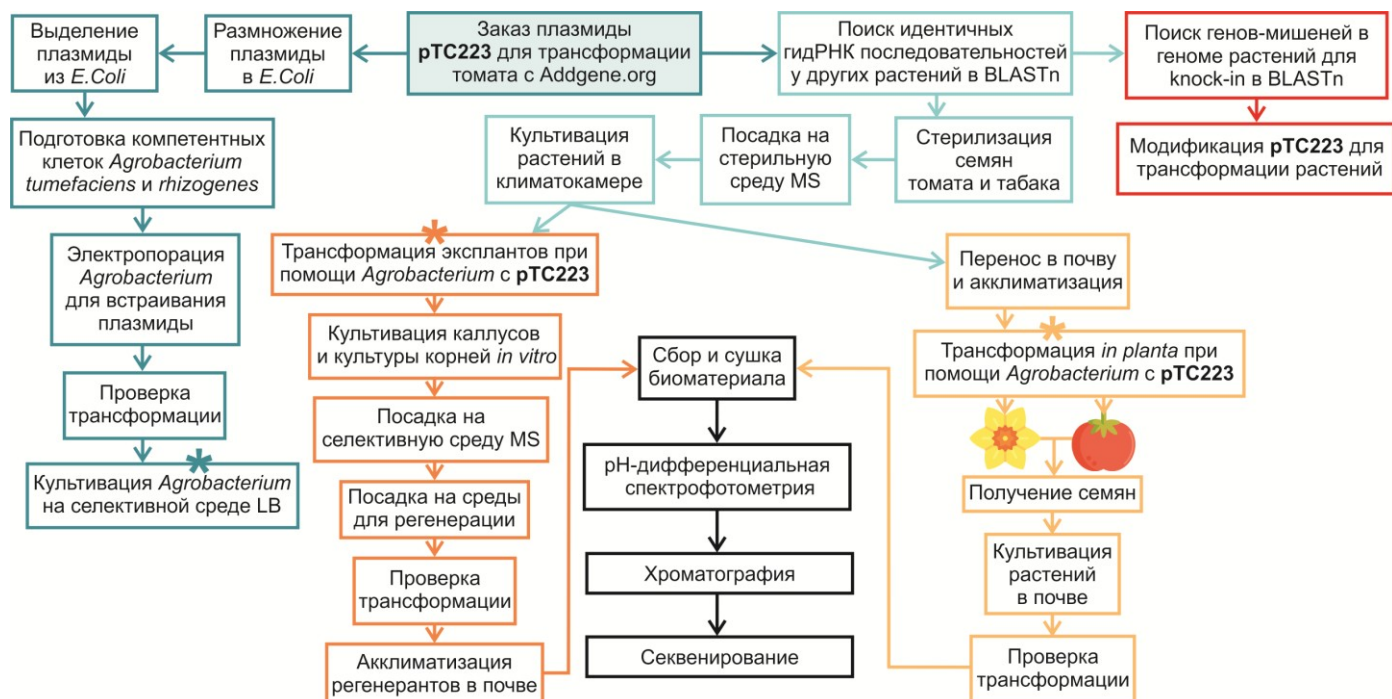 Выделение
плазмиды
из E.Coli
Размножение
плазмиды
в E.Coli
Заказ плазмиды
pTC223 для трансформации
томата с Addgene.org
Поиск идентичных
гидРНК последовательностей
у других растений в BLASTn
Поиск генов-мишеней в
геноме растений для
knock-in в BLASTn
Подготовка компетентных
клеток Agrobacterium
tumefaciens и rhizogenes
Культивация
растений в
климатокамере
Посадка на
стерильную
среду MS
Стерилизация
семян
томата и табака
Модификация pTC223 для
трансформации растений
Электропорация
Agrobacterium
для встраивания
плазмиды
Трансформация эксплантов при
помощи Agrobacterium с pTC223
Перенос в почву
и акклиматизация
Культивация каллусов
и культуры корней in vitro
Сбор и сушка
биоматериала
Трансформация in planta при
помощи Agrobacterium с pTC223
Проверка
трансформации
Посадка на
селективную среду MS
Культивация Agrobacterium
на селективной среде LB
pH-дифференциальная
спектрофотометрия
Получение семян
Посадка на среды
для регенерации
Культивация
растений
в почве
Проверка
трансформации
Хроматография
Акклиматизация
регенерантов в почве
Секвенирование
Проверка
трансформации